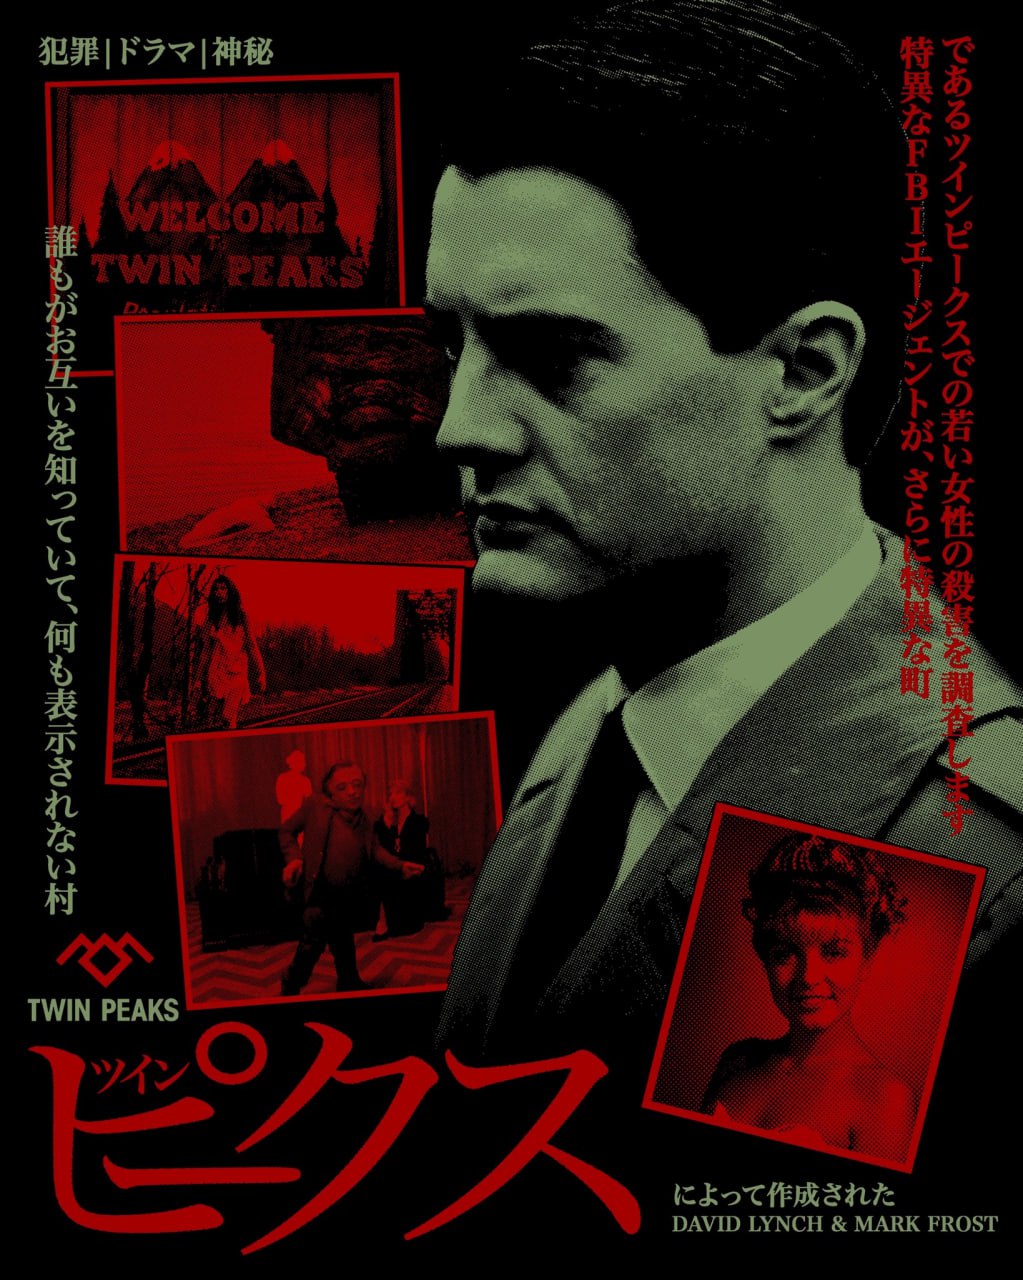 犯罪|ドラマ|神秘
であるツインピークスでの若い女性の殺害を調査します
特異なFBIエージェントが、さらに特異な町
WELCOME
TO
TWIN PEAKS
誰もがお互いを知っていて、何も表示されない村
TWIN PEAKS
ツイン
ピークス
によって作成された
DAVID LYNCH & MARK FROST